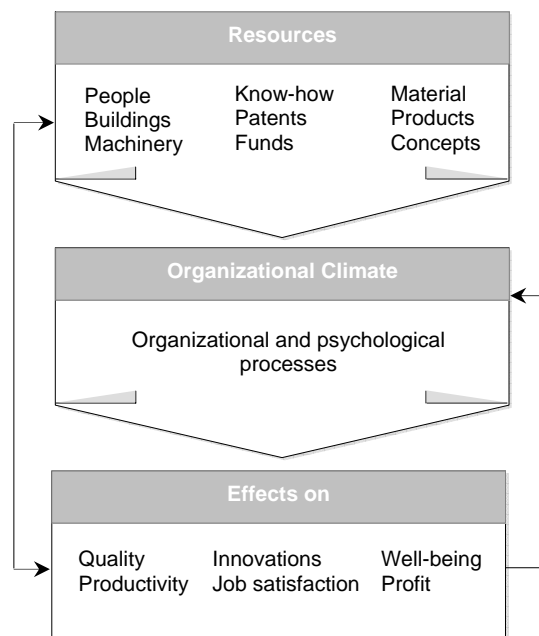 Resources
People Know-how Material
Buildings Patents Products
Machinery Funds Concepts
Organizational Climate
Organizational and psychological
processes
Effects on
Quality Innovations Well-being
Productivity Job satisfaction Profit